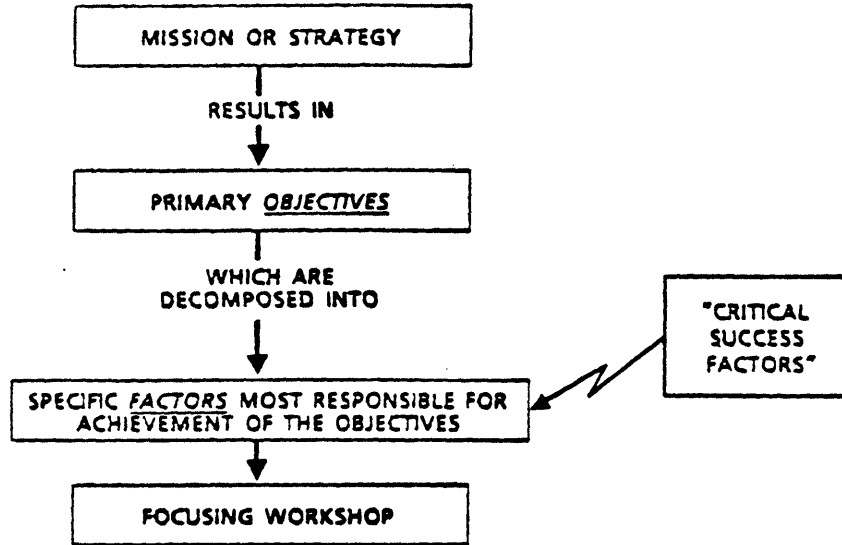 MISSION OR STRATEGY
RESULTS IN
PRIMARY OBJECTIVES
WHICH ARE
DECOMPOSED INTO
"CRITICAL
SUCCESS
FACTORS"
SPECIFIC FACTORS MOST RESPONSIBLE FOR
ACHIEVEMENT OF THE OBJECTIVES
FOCUSING WORKSHOP